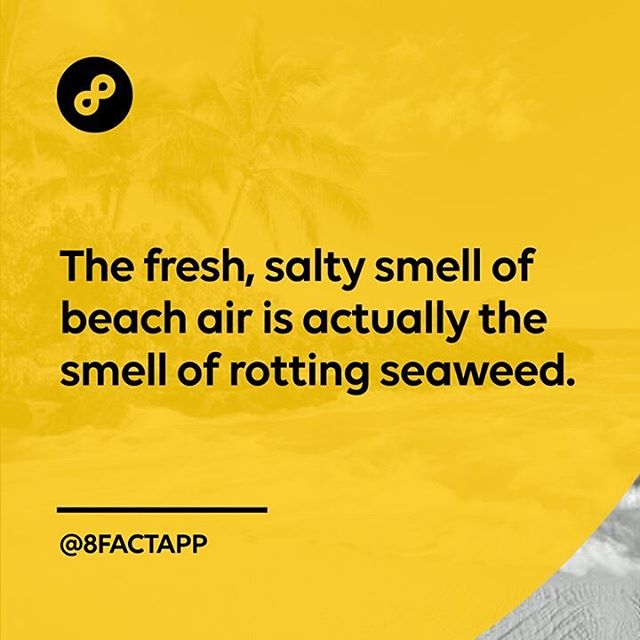 The fresh, salty smell of
beach air is actually the
smell of rotting seaweed.
@8FACTAPP